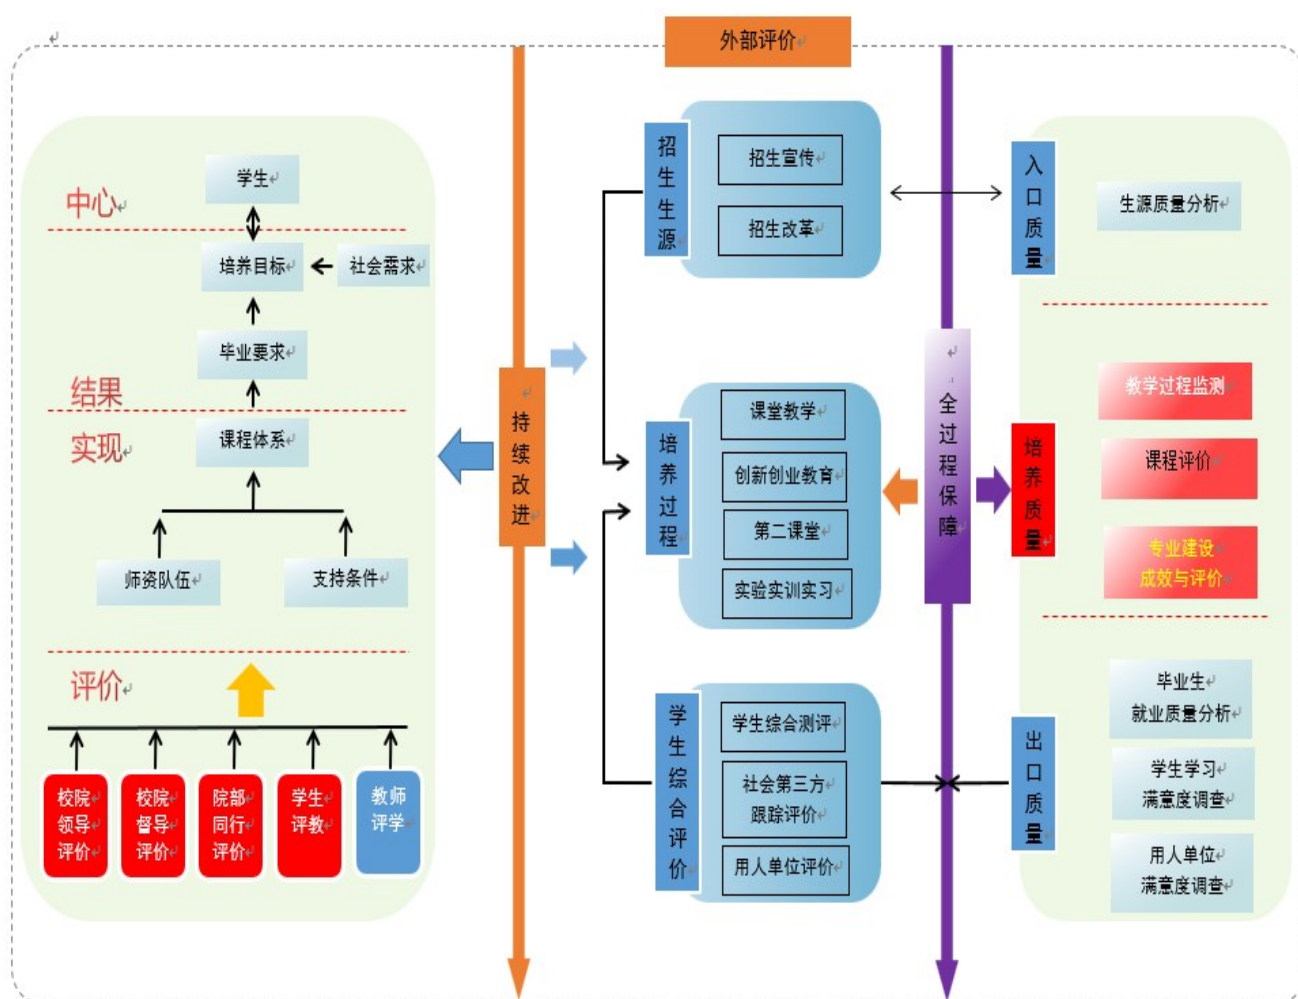 外部评价
中心
学生
培养目标
社会需求
毕业要求
结果
实现
课程体系
师资队伍
支持条件
评价
校院
领导
评价
校院
督导
评价
院部
同行
评价
学生
评教
教师
评学
持续改进
招生生源
招生宣传
招生改革
培养过程
课堂教学
创新创业教育
第二课堂
实验实训实习
学生综合评价
学生综合测评
社会第三方
跟踪评价
用人单位评价
全过程保障
入口质量
生源质量分析
培养质量
教学过程监测
课程评价
专业建设
成效与评价
出口质量
毕业生
就业质量分析
学生学习
满意度调查
用人单位
满意度调查